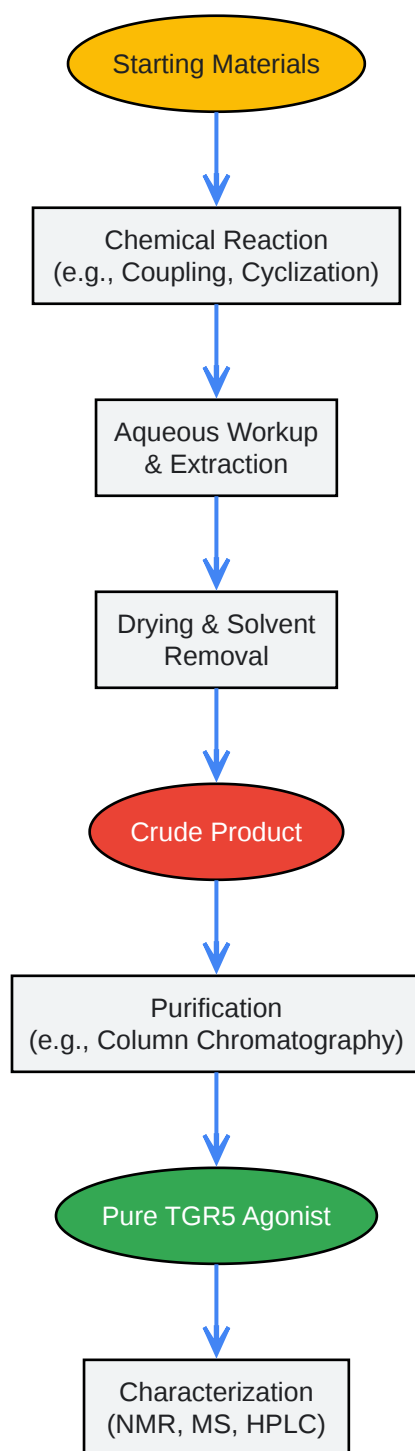 Starting Materials
Chemical Reaction
(e.g., Coupling, Cyclization)
Aqueous Workup
& Extraction
Drying & Solvent
Removal
Crude Product
Purification
(e.g., Column Chromatography)
Pure TGR5 Agonist
Characterization
(NMR, MS, HPLC)